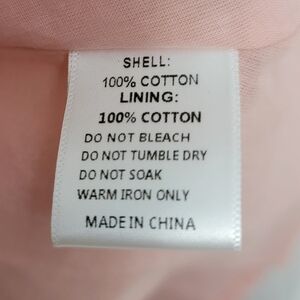 SHELL:
100% COTTON
LINING:
100% COTTON
DO NOT BLEACH
DO NOT TUMBLE DRY
DO NOT SOAK
WARM IRON ONLY
MADE IN CHINA